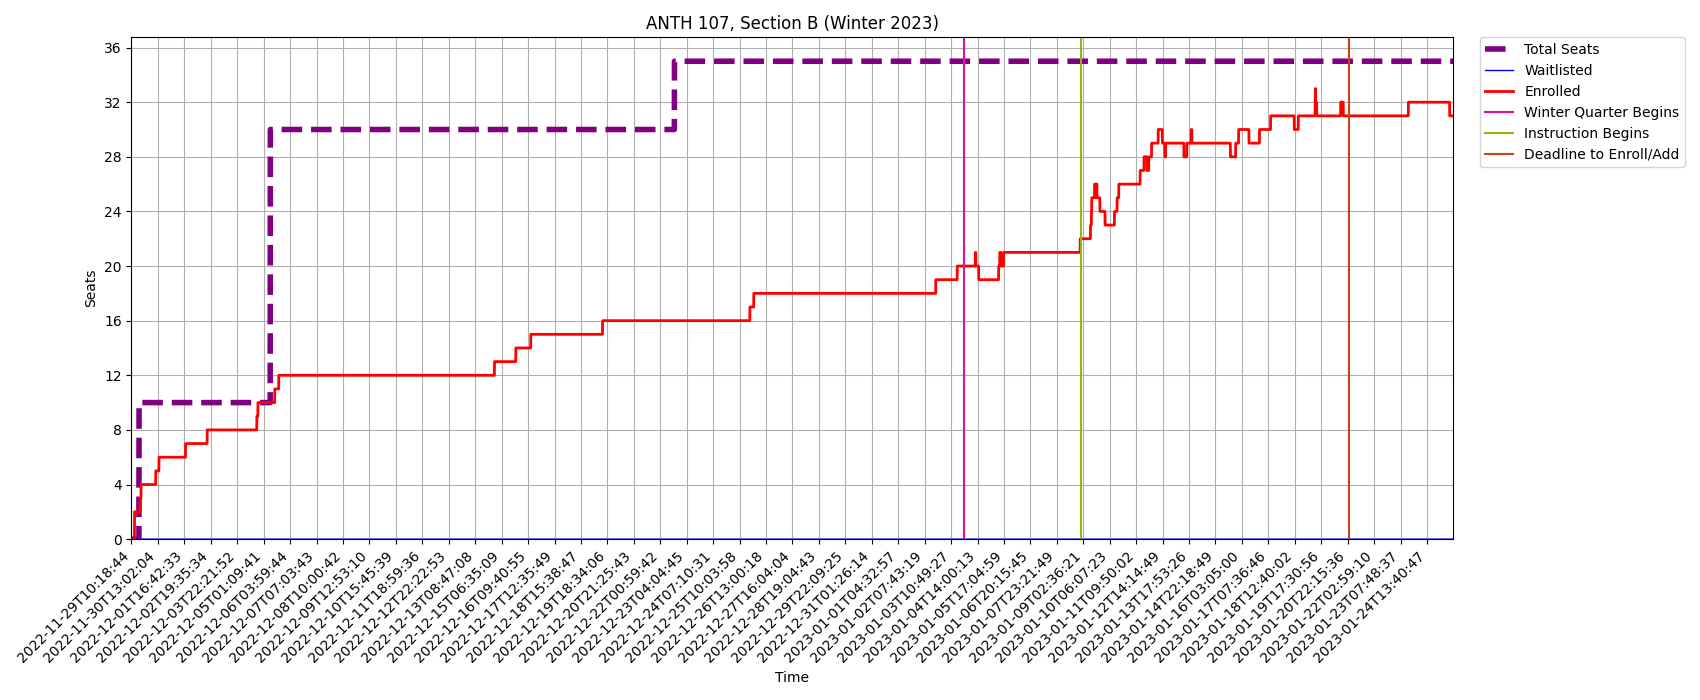 ANTH 107, Section B (Winter 2023)
Total Seats
Waitlisted
Enrolled
Winter Quarter Begins
Instruction Begins
Deadline to Enroll/Add
Seats
36
32
28
24
20
16
12
8
4
0
2022-11-29T10:18:44
2022-11-30T13:02:04
2022-12-01T16:42:33
2022-12-02T19:35:34
2022-12-03T22:21:52
2022-12-05T01:09:41
2022-12-06T03:59:44
2022-12-07T07:03:43
2022-12-08T10:00:42
2022-12-09T12:53:10
2022-12-10T15:45:39
2022-12-11T18:59:36
2022-12-12T22:22:53
2022-12-13T08:47:08
2022-12-15T06:35:09
2022-12-16T09:40:55
2022-12-17T12:35:49
2022-12-18T15:38:47
2022-12-19T18:34:06
2022-12-20T21:25:43
2022-12-22T00:59:42
2022-12-23T04:04:45
2022-12-24T07:10:31
2022-12-25T10:03:58
2022-12-26T13:00:18
2022-12-27T16:04:04
2022-12-28T19:04:43
2022-12-29T22:09:25
2022-12-31T01:26:14
2023-01-01T04:32:57
2023-01-02T07:43:19
2023-01-03T10:49:27
2023-01-04T14:00:13
2023-01-05T17:04:59
2023-01-06T20:15:45
2023-01-07T23:21:49
2023-01-09T02:36:21
2023-01-10T06:07:23
2023-01-11T09:50:02
2023-01-12T14:14:49
2023-01-13T17:53:26
2023-01-14T22:18:49
2023-01-16T03:05:00
2023-01-17T07:36:46
2023-01-18T12:40:02
2023-01-19T17:30:56
2023-01-20T22:15:36
2023-01-22T02:59:10
2023-01-23T07:48:37
2023-01-24T13:40:47
Time